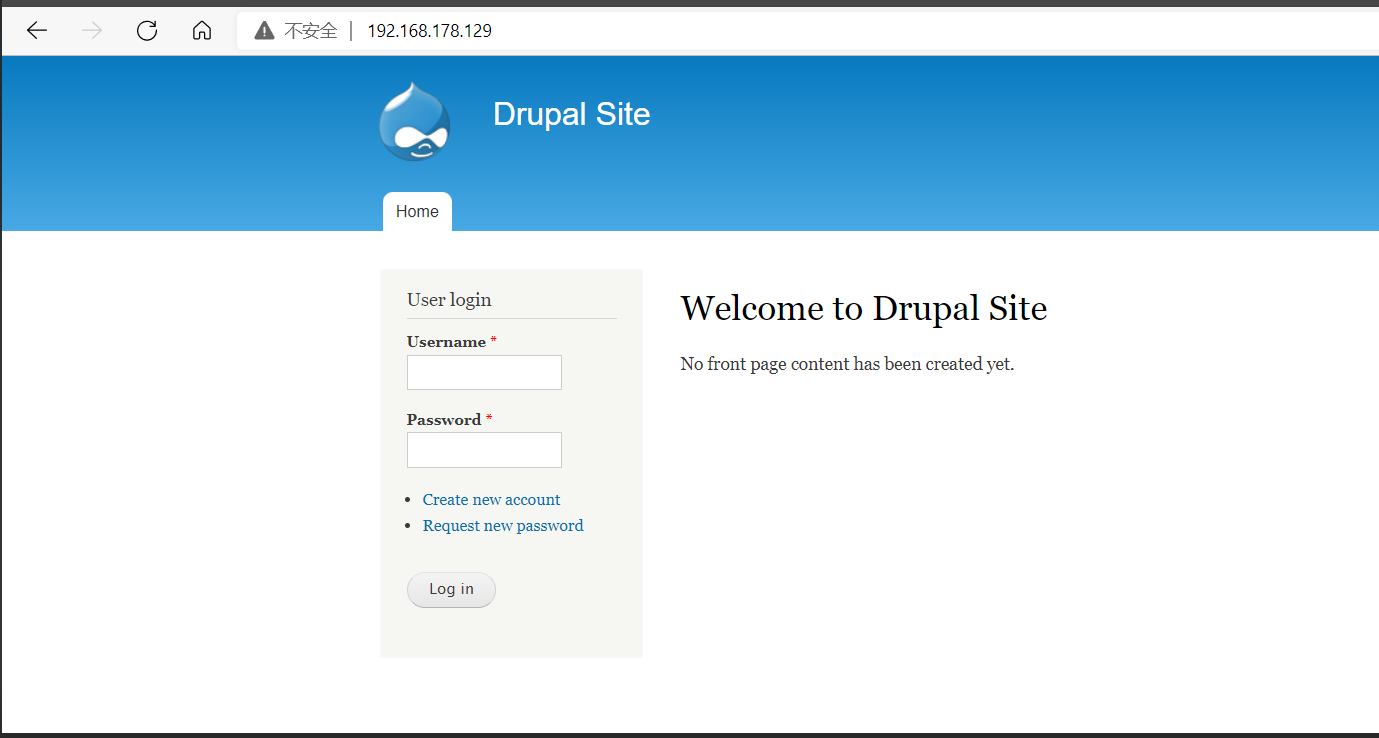 不安全 | 192.168.178.129
Drupal Site
Home
User login
Username *
Password *
Create new account
Request new password
Log in
Welcome to Drupal Site
No front page content has been created yet.